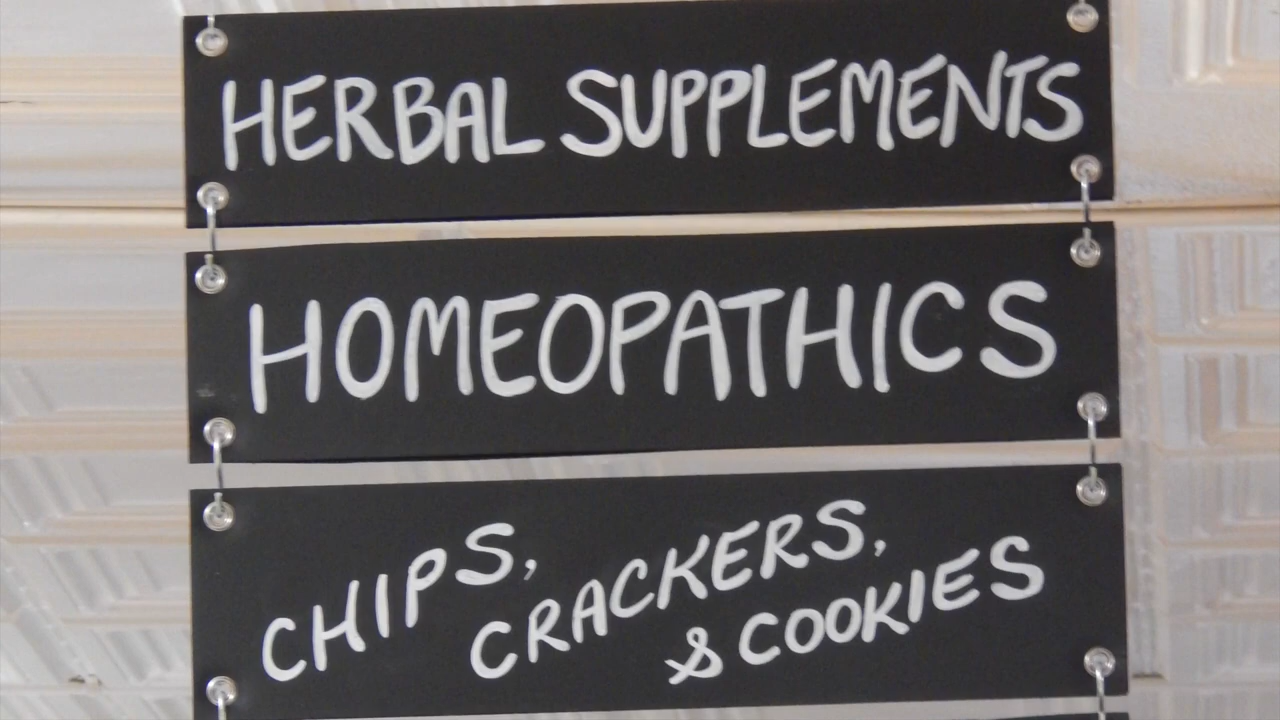 HERBAL SUPPLEMENTS
HOMEOPATHICS
CHIPS,
CRACKERS,
& COOKIES